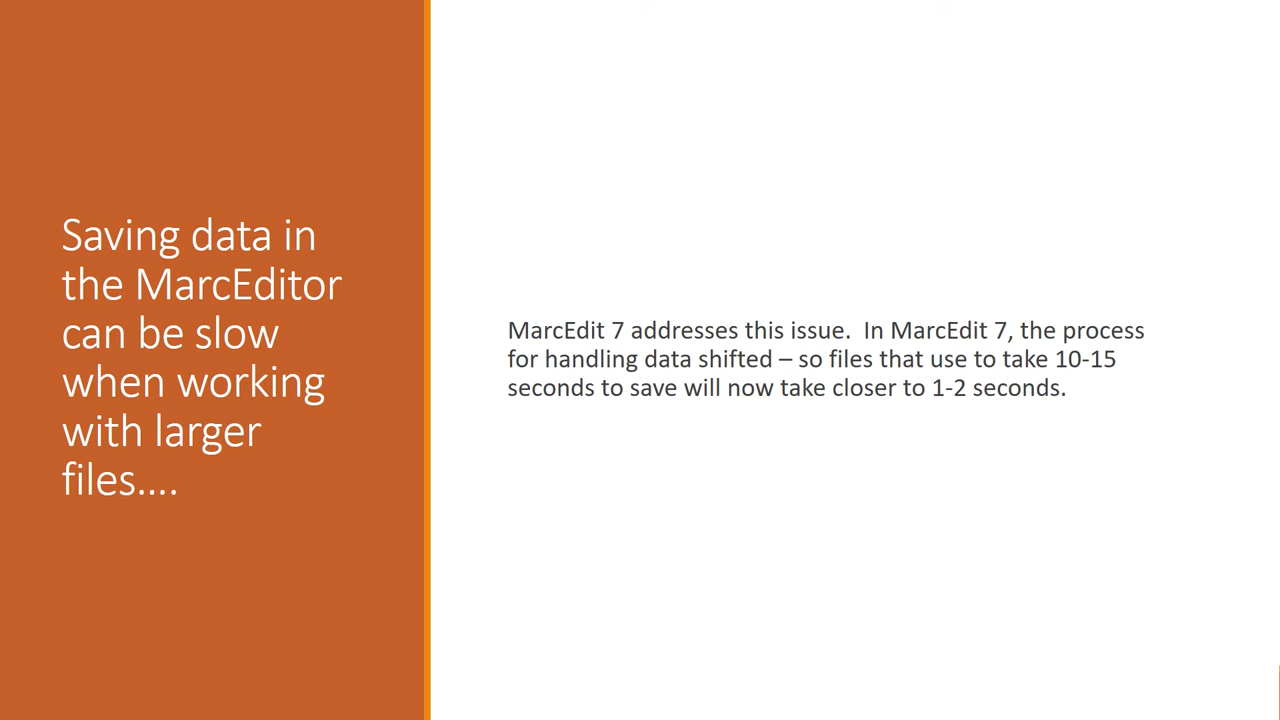 Saving data in
the MarcEditor
can be slow
when working
with larger
files....
MarcEdit 7 addresses this issue.  In MarcEdit 7, the process
for handling data shifted – so files that use to take 10-15
seconds to save will now take closer to 1-2 seconds.